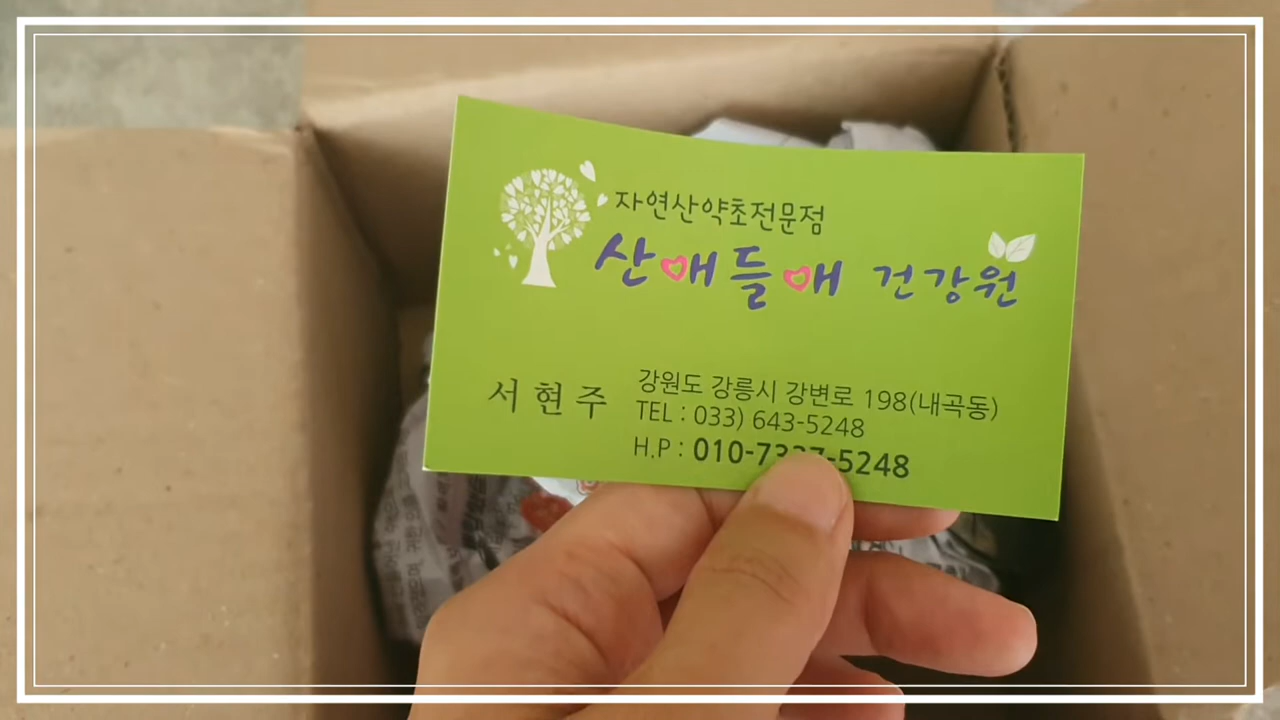 자연산약초전문점
산애들애 건강원
서현주
강원도 강릉시 강변로 198(내곡동)
TEL : 033) 643-5248
H.P :